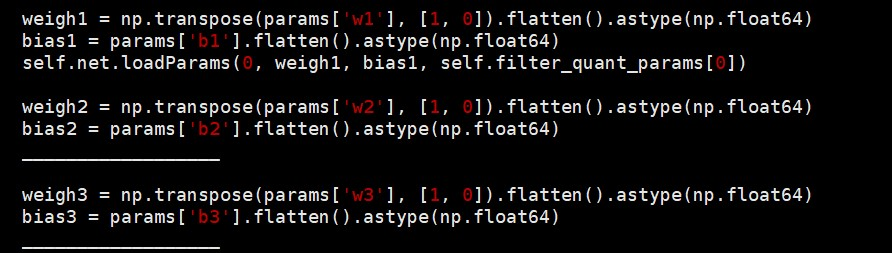 weigh1 = np.transpose(params['w1'], [1, 0]).flatten().astype(np.float64)
bias1 = params['b1'].flatten().astype(np.float64)
self.net.loadParams(0, weigh1, bias1, self.filter_quant_params[0])
weigh2 = np.transpose(params['w2'], [1, 0]).flatten().astype(np.float64)
bias2 = params['b2'].flatten().astype(np.float64)
__________________
weigh3 = np.transpose(params['w3'], [1, 0]).flatten().astype(np.float64)
bias3 = params['b3'].flatten().astype(np.float64)
__________________